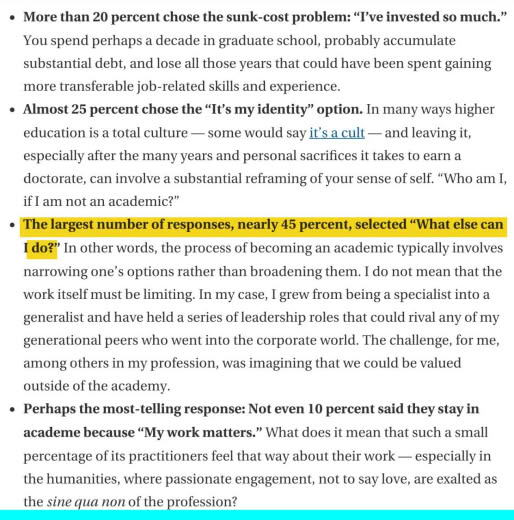 • More than 20 percent chose the sunk-cost problem: “I’ve invested so much.”
You spend perhaps a decade in graduate school, probably accumulate
substantial debt, and lose all those years that could have been spent gaining
more transferable job-related skills and experience.
• Almost 25 percent chose the “It’s my identity” option. In many ways higher
education is a total culture — some would say it’s a cult — and leaving it,
especially after the many years and personal sacrifices it takes to earn a
doctorate, can involve a substantial reframing of your sense of self. “Who am I,
if I am not an academic?”
• The largest number of responses, nearly 45 percent, selected “What else can
I do?” In other words, the process of becoming an academic typically involves
narrowing one’s options rather than broadening them. I do not mean that the
work itself must be limiting. In my case, I grew from being a specialist into a
generalist and have held a series of leadership roles that could rival any of my
generational peers who went into the corporate world. The challenge, for me,
among others in my profession, was imagining that we could be valued
outside of the academy.
• Perhaps the most-telling response: Not even 10 percent said they stay in
academe because “My work matters.” What does it mean that such a small
percentage of its practitioners feel that way about their work — especially in
the humanities, where passionate engagement, not to say love, are exalted as
the sine qua non of the profession?